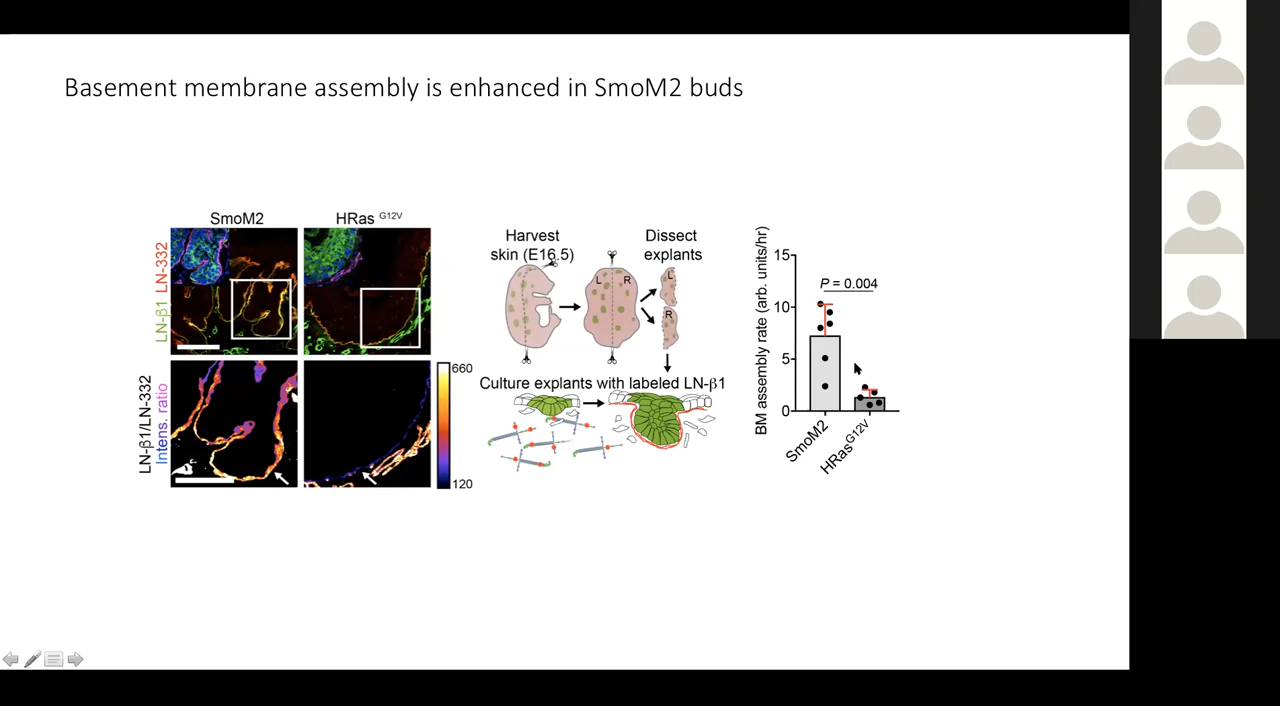 Basement membrane assembly is enhanced in SmoM2 buds
SmoM2
HRas G12V
LN-β1 LN-332
LN-β1/LN-332
Intens. ratio
660
120
Harvest
skin (E16.5)
Dissect
explants
L
R
L
R
Culture explants with labeled LN-β1
BM assembly rate (arb. units/hr)
15
10
5
0
P = 0.004
SmoM2
HRasG12V